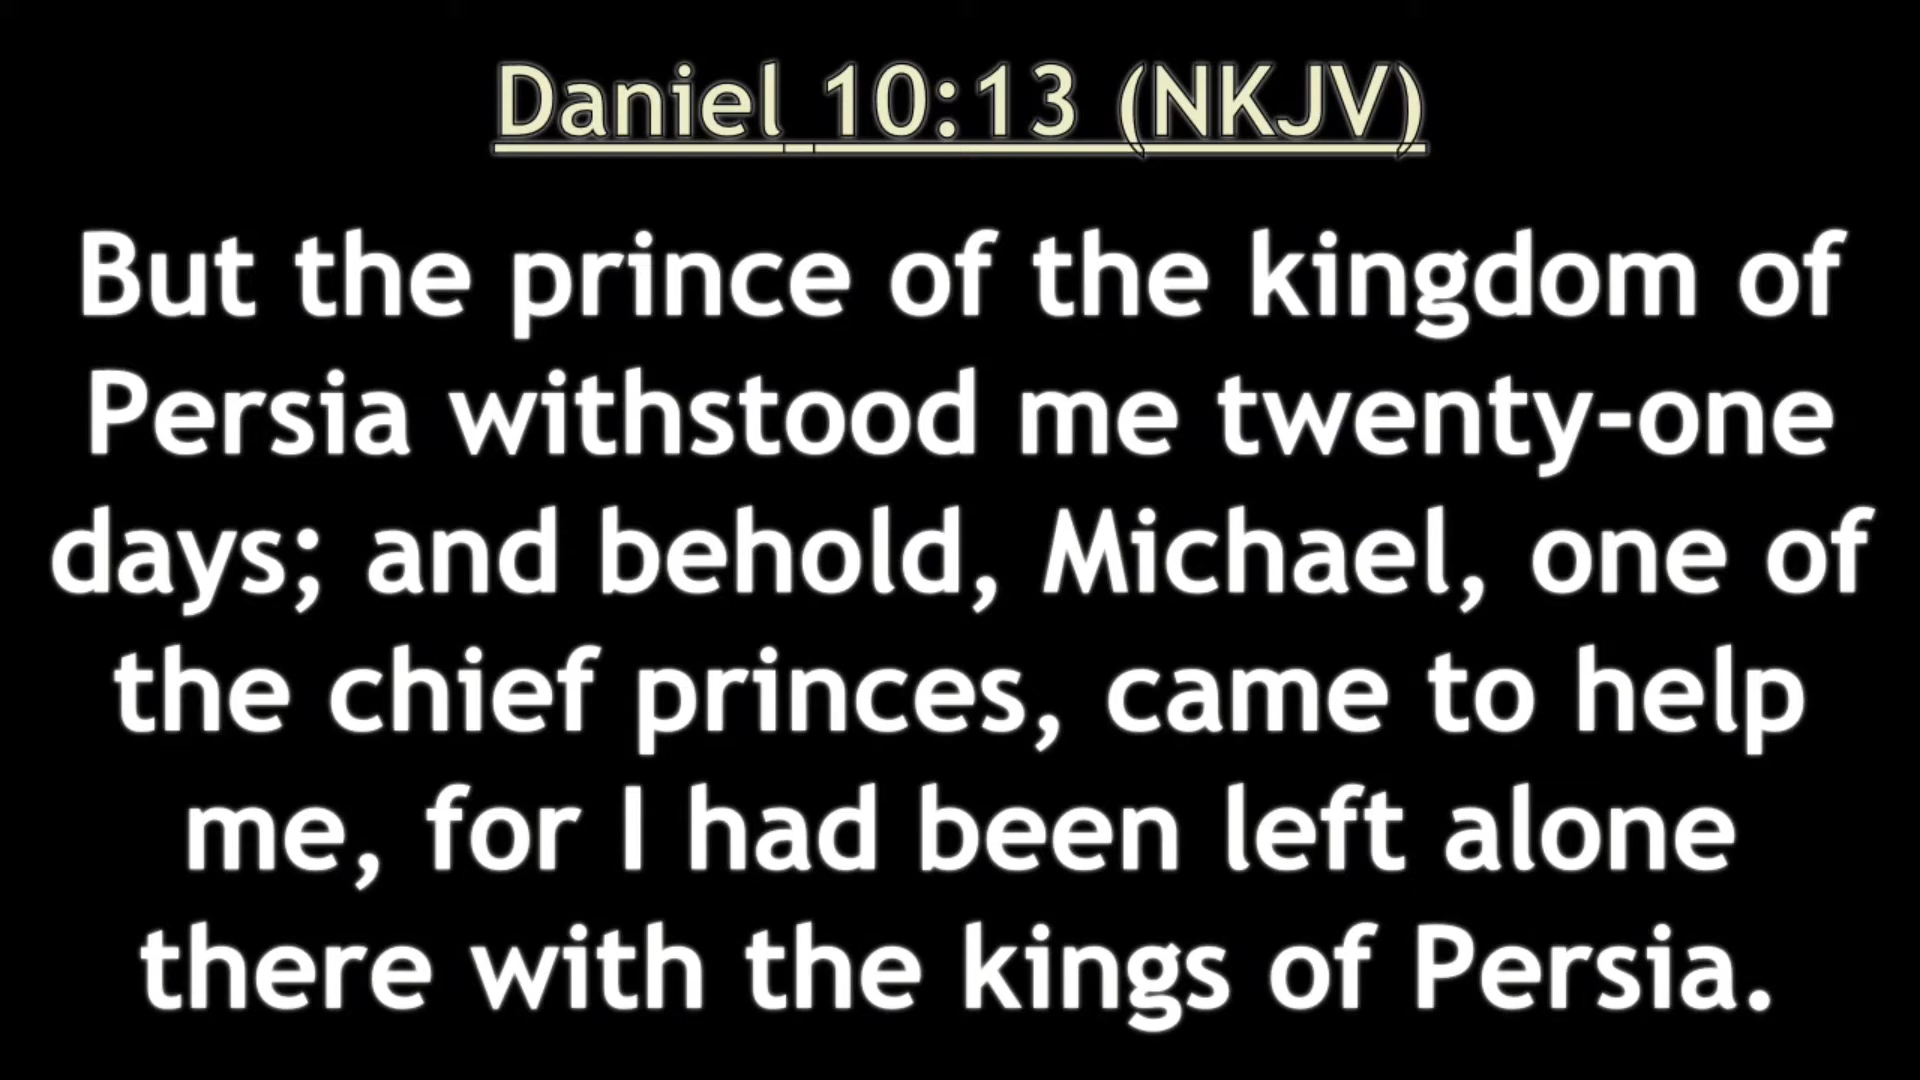 Daniel 10:13 (NKJV)
But the prince of the kingdom of
Persia withstood me twenty-one
days; and behold, Michael, one of
the chief princes, came to help
me, for I had been left alone
there with the kings of Persia.